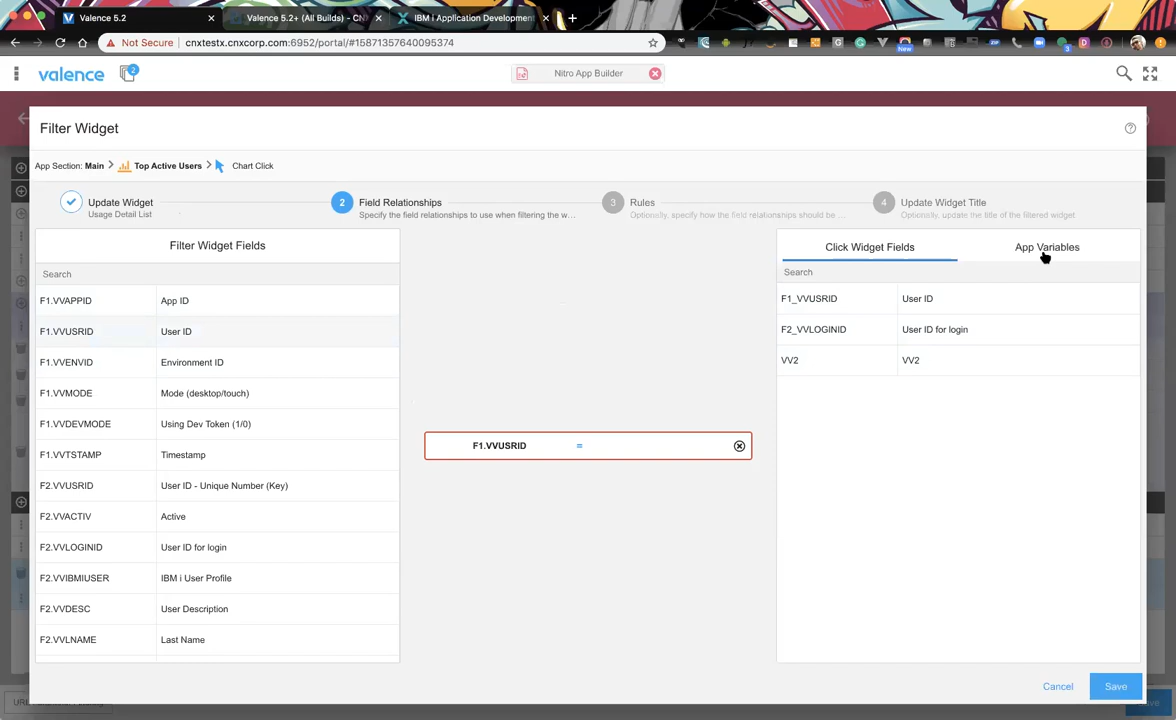 Valence 5.2
Valence 5.2+ (All Builds) - CN
IBM i Application Development
Not Secure
cnxtestx.cnxcorp.com:6952/portal/#15871357640095374
New
valence
2
Nitro App Builder
Filter Widget
App Section: Main
Top Active Users
Chart Click
Update Widget
Usage Detail List
2
Field Relationships
Specify the field relationships to use when filtering the w...
3
Rules
Optionally, specify how the field relationships should be ...
4
Update Widget Title
Optionally, update the title of the filtered widget
Filter Widget Fields
Search
F1.VVAPPID App ID
F1.VVUSRID User ID
F1.VVENVID Environment ID
F1.VVMODE Mode (desktop/touch)
F1.VVDEVMODE Using Dev Token (1/0)
F1.VVTSTAMP Timestamp
F2.VVUSRID User ID - Unique Number (Key)
F2.VVACTIV Active
F2.VVLOGINID User ID for login
F2.VVIBMIUSER IBM i User Profile
F2.VVDESC User Description
F2.VVLNAME Last Name
F1.VVUSRID =
Click Widget Fields
App Variables
Search
F1_VVUSRID User ID
F2_VVLOGINID User ID for login
VV2 VV2
Cancel
Save